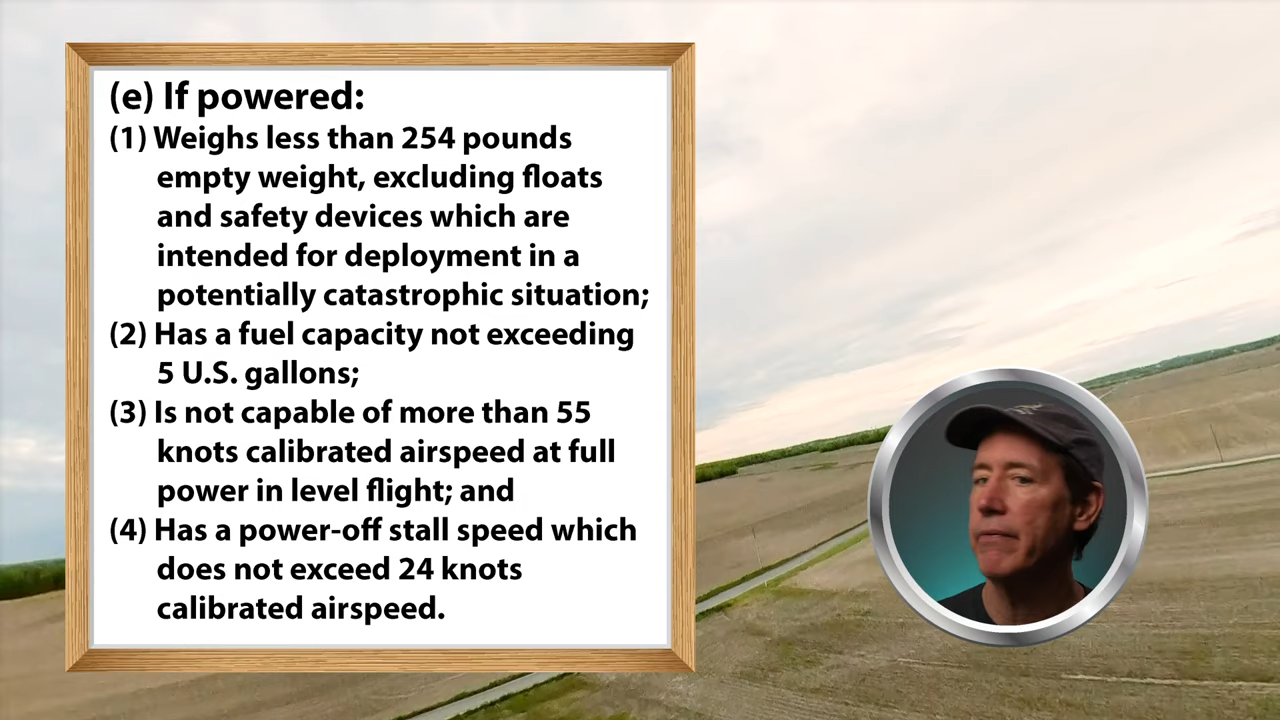 (e) If powered:
(1) Weighs less than 254 pounds
empty weight, excluding floats
and safety devices which are
intended for deployment in a
potentially catastrophic situation;
(2) Has a fuel capacity not exceeding
5 U.S. gallons;
(3) Is not capable of more than 55
knots calibrated airspeed at full
power in level flight; and
(4) Has a power-off stall speed which
does not exceed 24 knots
calibrated airspeed.